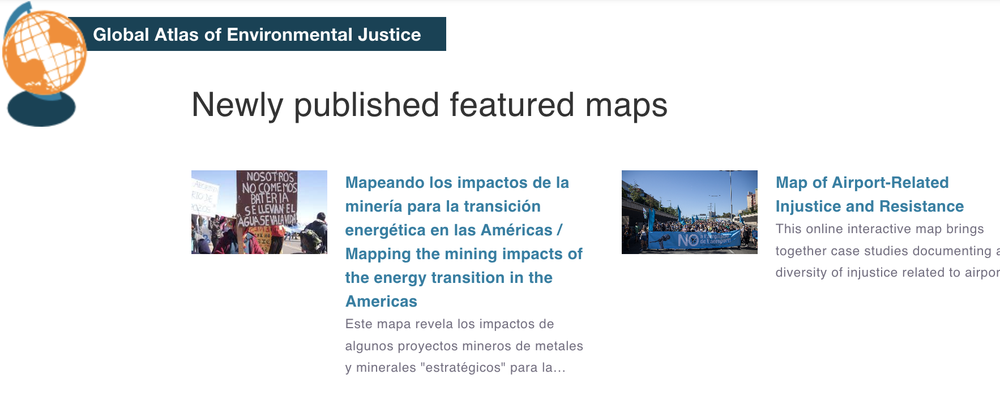 Global Atlas of Environmental Justice
Newly published featured maps
NOSOTROS
NO COMEMOS
BATERIA
SE LLEVAN EL
AGUA SE VA LA VIDA
RIO DE
Mapeando los impactos de la
minería para la transición
energética en las Américas /
Mapping the mining impacts of
the energy transition in the
Americas
Este mapa revela los impactos de
algunos proyectos mineros de metales
y minerales "estratégicos" para la...
NO a l'ampliació
de l'aeroport!
Map of Airport-Related
Injustice and Resistance
This online interactive map brings
together case studies documenting a
diversity of injustice related to airpor